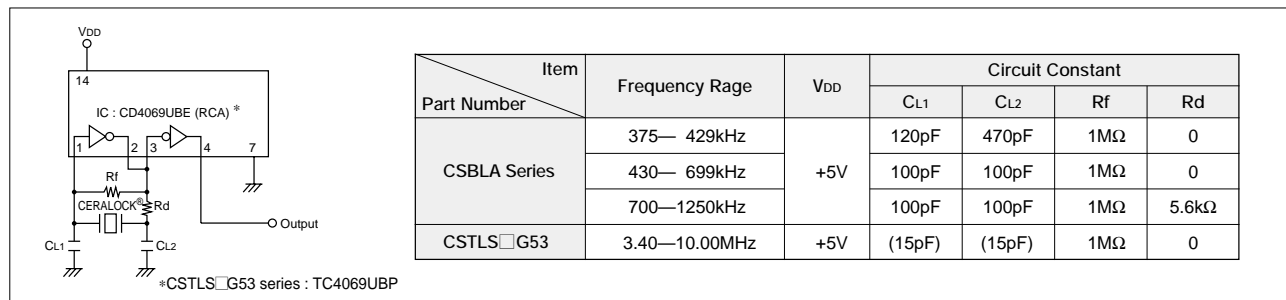 VDD
14
IC : CD4069UBE (RCA) *
1 2 3 4 7
Rf
CERALOCK® Rd
Output
CL1 CL2
*CSTLS□G53 series : TC4069UBP
Item
Part Number
Frequency Rage
VDD
Circuit Constant
CL1 CL2 Rf Rd
CSBLA Series
375— 429kHz
+5V
120pF 470pF 1MΩ 0
430— 699kHz
100pF 100pF 1MΩ 0
700—1250kHz
100pF 100pF 1MΩ 5.6kΩ
CSTLS□G53 3.40—10.00MHz +5V (15pF) (15pF) 1MΩ 0